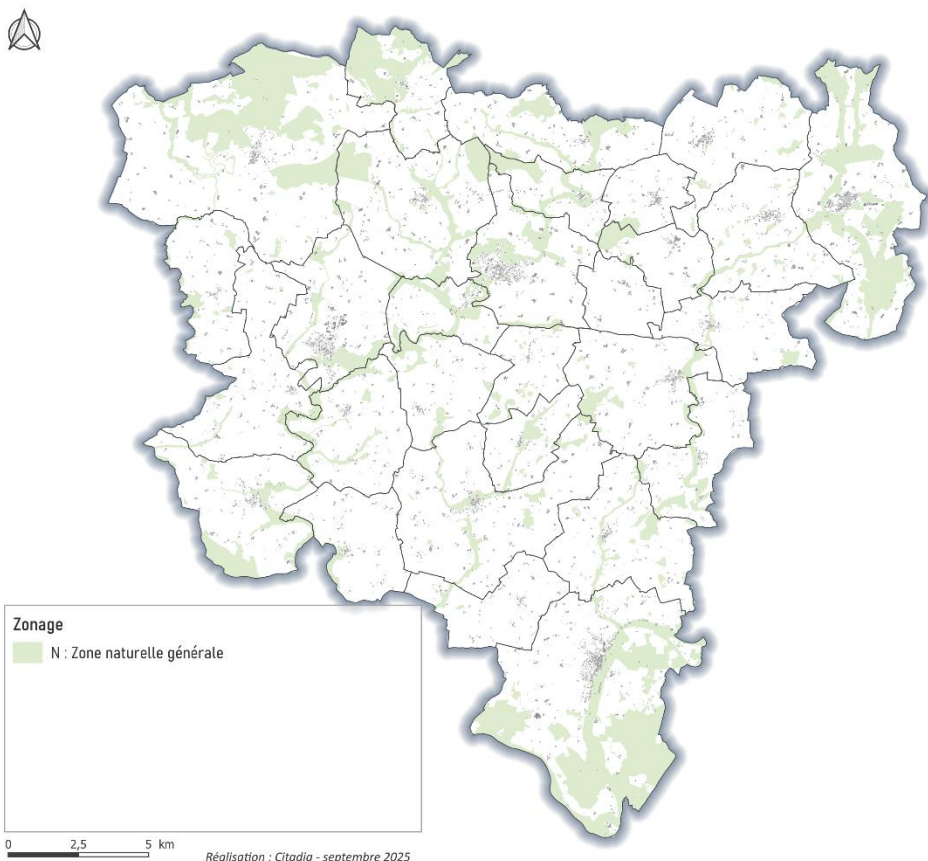 Zonage
N : Zone naturelle générale
0 2,5 5 km
Réalisation : Citadia - septembre 2025